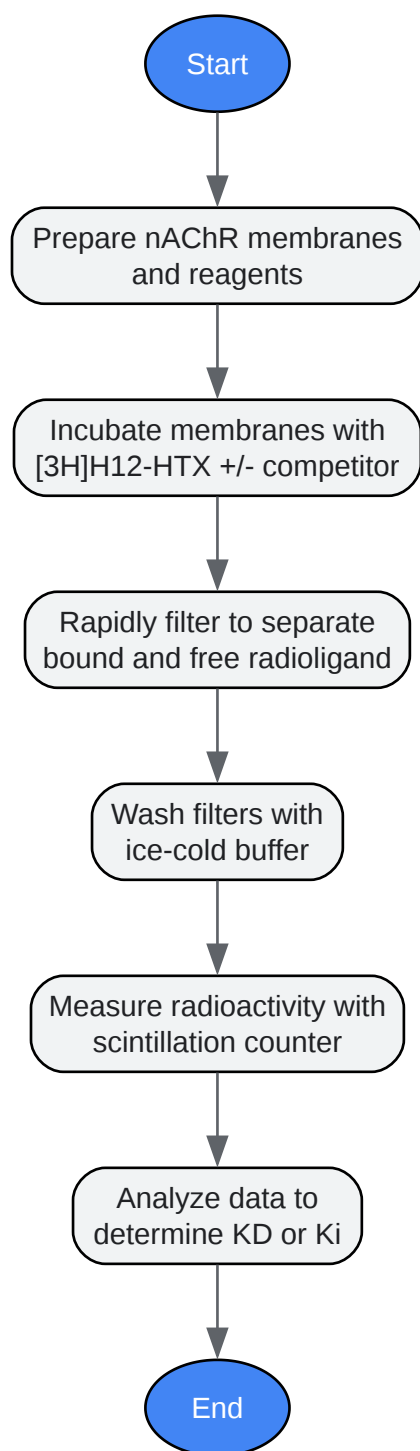 Start
Prepare nAChR membranes
and reagents
Incubate membranes with
[3H]H12-HTX +/- competitor
Rapidly filter to separate
bound and free radioligand
Wash filters with
ice-cold buffer
Measure radioactivity with
scintillation counter
Analyze data to
determine KD or Ki
End